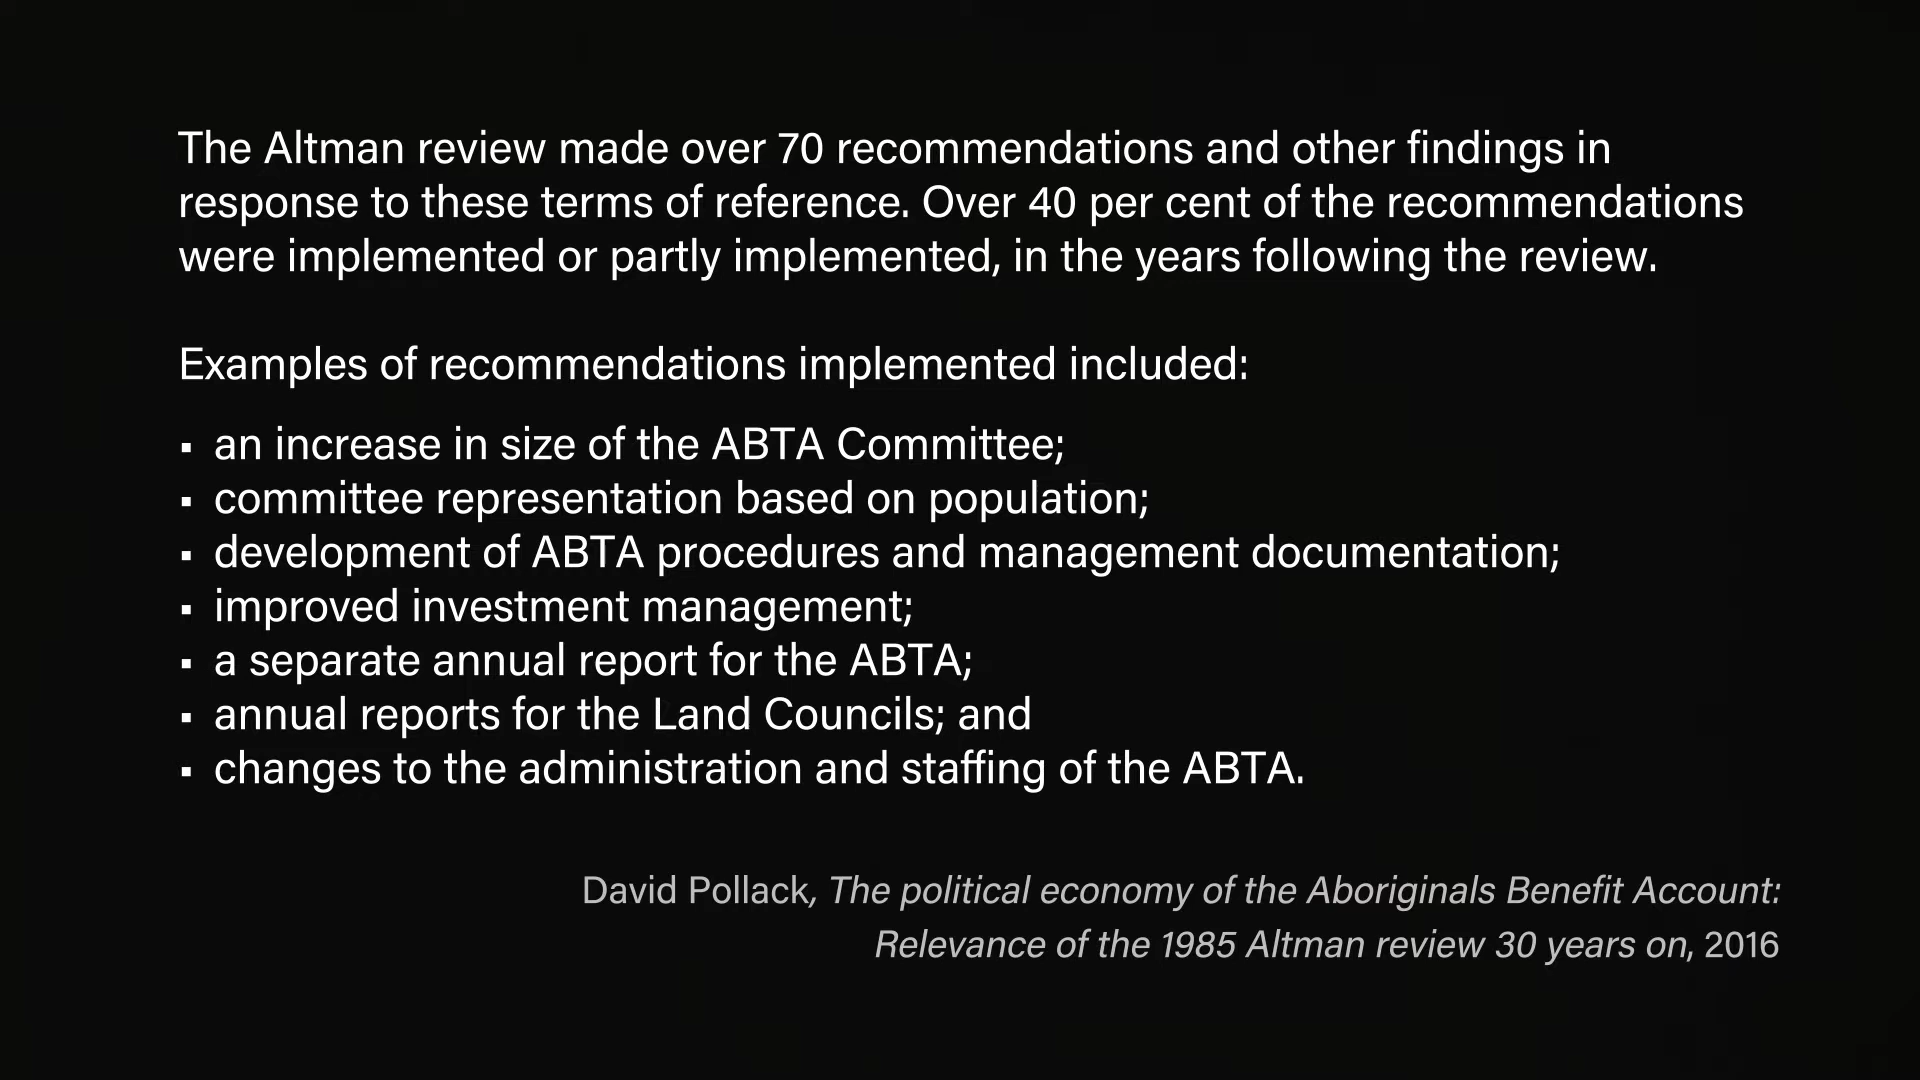 The Altman review made over 70 recommendations and other findings in
response to these terms of reference. Over 40 per cent of the recommendations
were implemented or partly implemented, in the years following the review.
Examples of recommendations implemented included:
▪ an increase in size of the ABTA Committee;
▪ committee representation based on population;
▪ development of ABTA procedures and management documentation;
▪ improved investment management;
▪ a separate annual report for the ABTA;
▪ annual reports for the Land Councils; and
▪ changes to the administration and staffing of the ABTA.
David Pollack, The political economy of the Aboriginals Benefit Account:
Relevance of the 1985 Altman review 30 years on, 2016